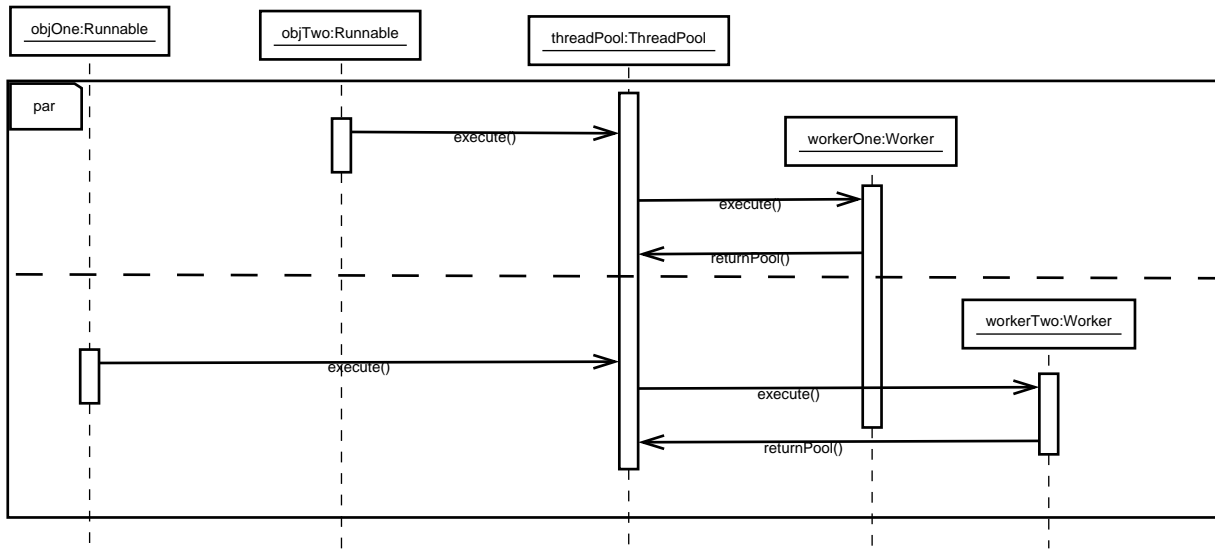 objOne:Runnable
objTwo:Runnable
threadPool:ThreadPool
par
execute()
workerOne:Worker
execute()
returnPool()
workerTwo:Worker
execute()
execute()
returnPool()